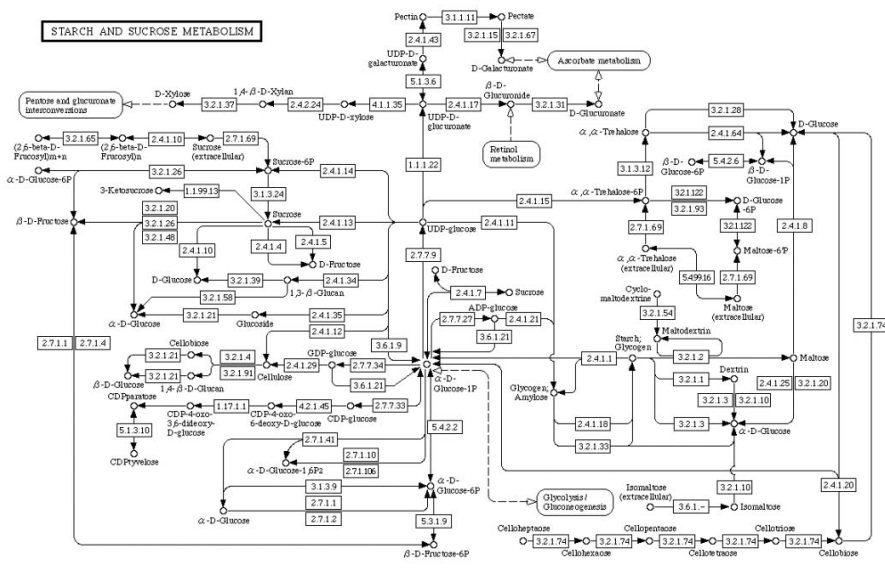 STARCH AND SUCROSE METABOLISM
Pectin
3.1.1.11
Pectate
2.4.1.43
3.2.1.15
3.2.1.67
UDP-D-
galacturonate
D-Galacturonate
Ascorbate metabolism
5.1.3.6
Pentose and glucuronate
interconversions
D-Xylose
3.2.1.37
1,4-β-D-Xylan
2.4.2.24
UDP-D-xylose
4.1.1.35
UDP-D-
glucuronate
2.4.1.17
β-D-
Glucuronide
3.2.1.31
D-Glucuronate
Retinol
metabolism
1.1.1.22
3.2.1.28
α,α-Trehalose
2.4.1.64
D-Glucose
3.1.3.12
β-D-
Glucose-6P
5.4.2.6
β-D-
Glucose-1P
(2,6-beta-D-
Frucosyl)m+n
3.2.1.65
(2,6-beta-D-
Frucosyl)n
2.4.1.10
Sucrose
(extracellular)
2.7.1.69
Sucrose-6P
2.4.1.14
3.2.1.26
α-D-Glucose-6P
3-Ketosucrose
1.1.99.13
3.1.3.24
2.4.1.15
α,α-Trehalose-6P
3.2.1.122
3.2.1.93
D-Glucose
-6P
2.4.1.8
β-D-Fructose
3.2.1.20
3.2.1.26
3.2.1.48
Sucrose
2.4.1.13
UDP-glucose
2.4.1.11
2.7.1.69
3.2.1.122
Maltose-6'P
2.4.1.10
2.4.1.4
2.4.1.5
D-Fructose
2.7.7.9
α,α-Trehalose
(extracellular)
5.4.99.16
2.7.1.69
Maltose
(extracellular)
D-Glucose
3.2.1.39
1,3-β-Glucan
2.4.1.34
D-Fructose
2.4.1.7
Sucrose
Cyclo-
maltodextrine
3.2.1.54
3.2.1.58
α-D-Glucose
3.2.1.21
Glucoside
2.4.1.35
ADP-glucose
2.7.7.27
2.4.1.21
3.6.1.21
Maltodextrin
3.2.1.74
2.7.1.1
2.7.1.4
2.4.1.12
3.6.1.9
Starch;
Glycogen
3.2.1.2
Maltose
Cellobiose
3.2.1.21
3.2.1.4
3.2.1.91
Cellulose
2.4.1.29
GDP-glucose
2.7.7.34
3.6.1.21
α-D-
Glucose-1P
2.4.1.1
β-D-Glucose
3.2.1.21
1,4-β-D-Glucan
Glycogen;
Amylose
3.2.1.1
Dextrin
3.2.1.3
3.2.1.10
2.4.1.25
3.2.1.20
CDPparatose
1.17.1.1
CDP-4-oxo-
3,6-dideoxy-
D-glucose
4.2.1.45
CDP-4-oxo-
6-deoxy-D-glucose
CDP-glucose
2.7.7.33
2.4.1.18
3.2.1.3
α-D-Glucose
3.2.1.33
5.1.3.10
CDPtyvelose
2.7.1.41
5.4.2.2
2.7.1.10
2.7.1.106
α-D-Glucose-1,6P2
3.1.3.9
α-D-
Glucose-6P
2.7.1.1
2.7.1.2
α-D-Glucose
5.3.1.9
β-D-Fructose-6P
Glycolysis/
Gluconeogenesis
3.2.1.10
Isomaltose
(extracellular)
3.6.1.-
Isomaltose
2.4.1.20
Celloheptaose
3.2.1.74
Cellohexaose
3.2.1.74
Cellopentaose
3.2.1.74
Cellotetraose
3.2.1.74
Cellotriose
3.2.1.74
Cellobiose